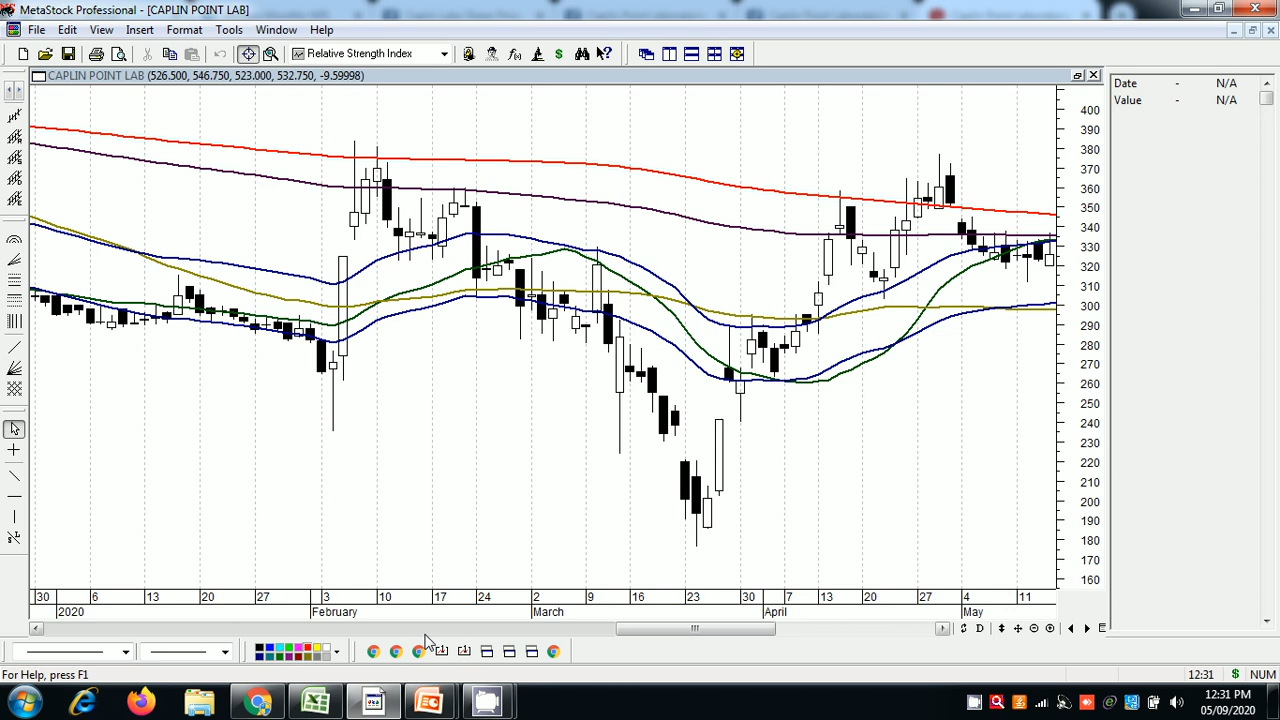 MetaStock Professional - [CAPLIN POINT LAB]
File Edit View Insert Format Tools Window Help
Relative Strength Index
CAPLIN POINT LAB (526.500, 546.750, 523.000, 532.750, -9.59998)
Date - N/A
Value - N/A
400
390
380
370
360
350
340
330
320
310
300
290
280
270
260
250
240
230
220
210
200
190
180
170
160
30 6 13 20 27 3 10 17 24 2 9 16 23 30 7 13 20 27 4 11
2020 February March April May
For Help, press F1
12:31 $ NUM
12:31 PM
05/09/2020